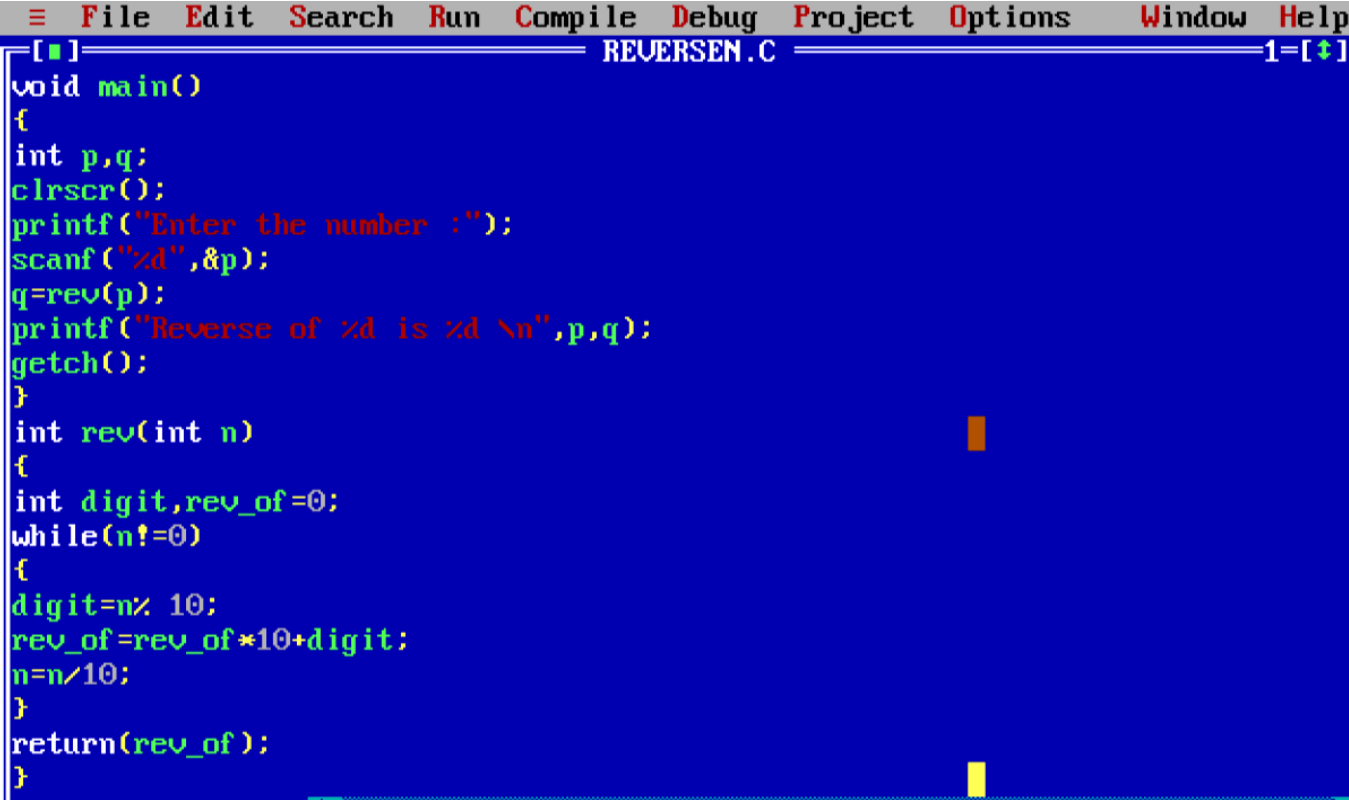 ≡ File Edit Search Run Compile Debug Project Options Window Help
[■] REVERSEN.C 1=[↕]
void main()
{
int p,q;
clrscr();
printf("Enter the number :");
scanf("%d",&p);
q=rev(p);
printf("Reverse of %d is %d \n",p,q);
getch();
}
int rev(int n)
{
int digit,rev_of=0;
while(n!=0)
{
digit=n% 10;
rev_of=rev_of*10+digit;
n=n/10;
}
return(rev_of);
}